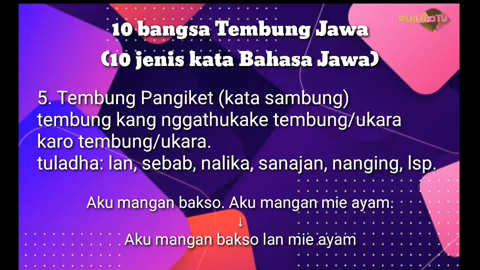 10 bangsa Tembung Jawa
(10 jenis kata Bahasa Jawa)
5. Tembung Pangiket (kata sambung)
tembung kang nggathukake tembung/ukara
karo tembung/ukara.
tuladha: lan, sebab, nalika, sanajan, nanging, lsp.
Aku mangan bakso. Aku mangan mie ayam.
↓
Aku mangan bakso lan mie ayam